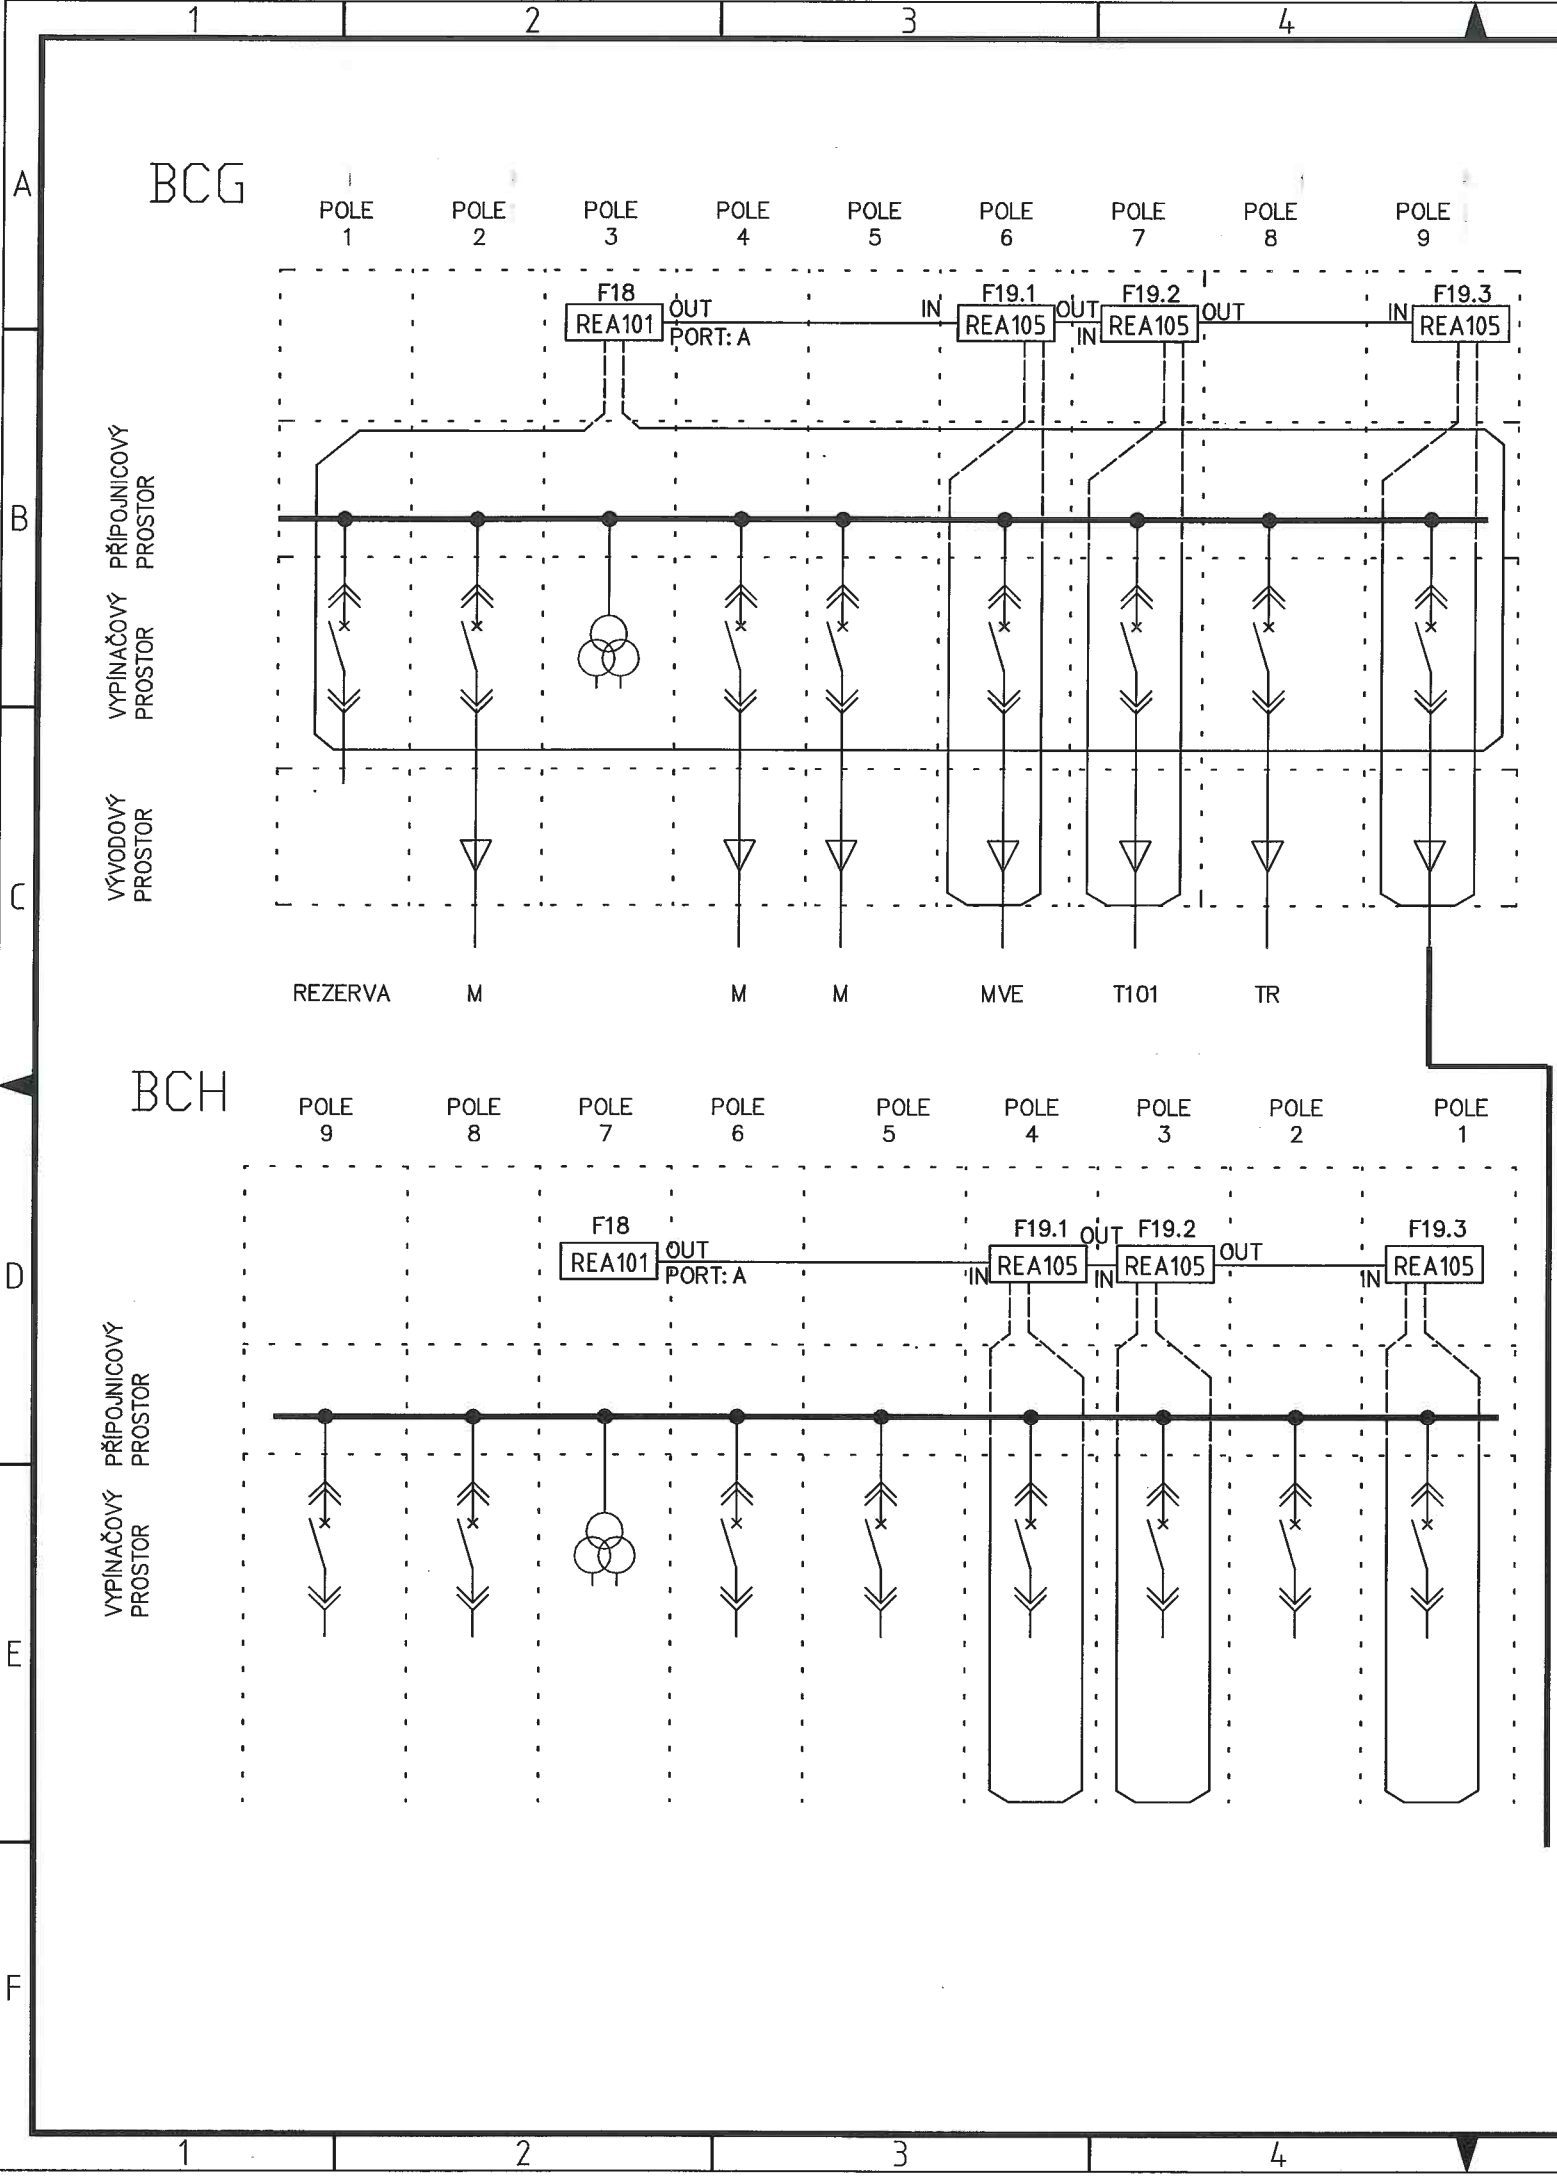 1 2 3 4
A
B
C
D
E
F
BCG
POLE POLE POLE POLE POLE POLE POLE POLE POLE
1 2 3 4 5 6 7 8 9
F18 F19.1 F19.2 F19.3
REA101 OUT IN REA105 OUT REA105 OUT IN REA105
PORT: A IN
PŘÍPOJNICOVÝ
PROSTOR
VYPÍNAČOVÝ
PROSTOR
VÝVODOVÝ
PROSTOR
REZERVA M M M MVE T101 TR
BCH
POLE POLE POLE POLE POLE POLE POLE POLE POLE
9 8 7 6 5 4 3 2 1
F18 F19.1 OUT F19.2 F19.3
REA101 OUT REA105 REA105 OUT REA105
PORT: A IN IN IN
PŘÍPOJNICOVÝ
PROSTOR
VYPÍNAČOVÝ
PROSTOR
1 2 3 4